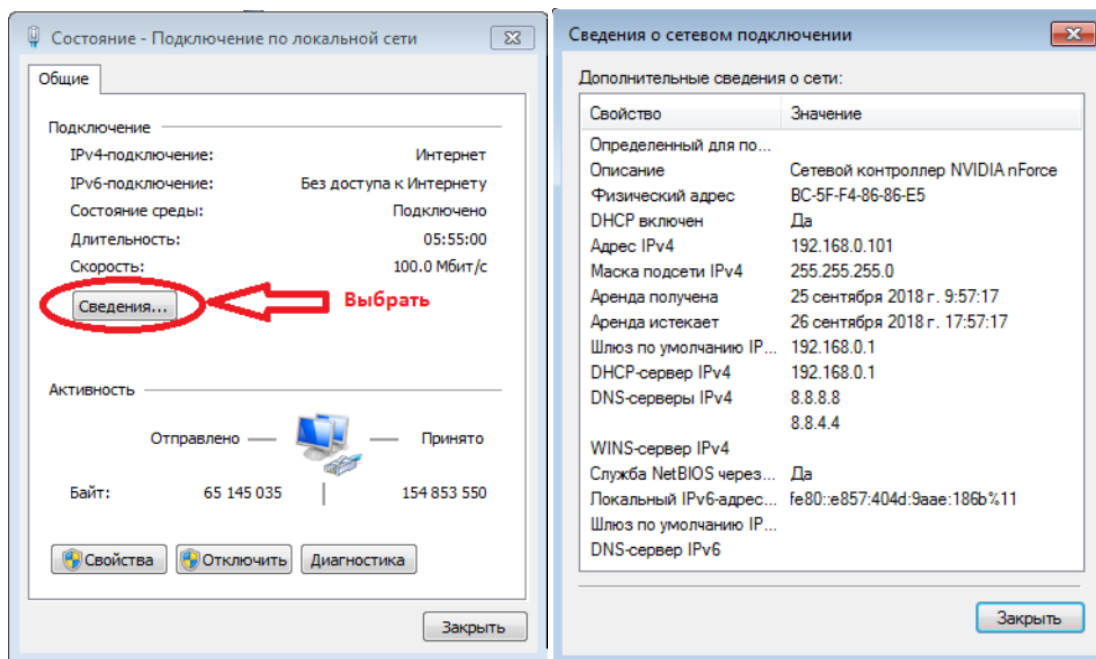 Состояние - Подключение по локальной сети
Общие
Подключение
IPv4-подключение: Интернет
IPv6-подключение: Без доступа к Интернету
Состояние среды: Подключено
Длительность: 05:55:00
Скорость: 100.0 Мбит/с
Сведения... Выбрать
Активность
Отправлено Принято
Байт: 65 145 035 154 853 550
Свойства Отключить Диагностика
Закрыть
Сведения о сетевом подключении
Дополнительные сведения о сети:
Свойство Значение
Определенный для по...
Описание Сетевой контроллер NVIDIA nForce
Физический адрес BC-5F-F4-86-86-E5
DHCP включен Да
Адрес IPv4 192.168.0.101
Маска подсети IPv4 255.255.255.0
Аренда получена 25 сентября 2018 г. 9:57:17
Аренда истекает 26 сентября 2018 г. 17:57:17
Шлюз по умолчанию IP... 192.168.0.1
DHCP-сервер IPv4 192.168.0.1
DNS-серверы IPv4 8.8.8.8
8.8.4.4
WINS-сервер IPv4
Служба NetBIOS через... Да
Локальный IPv6-адрес... fe80::e857:404d:9aae:186b%11
Шлюз по умолчанию IP...
DNS-сервер IPv6
Закрыть